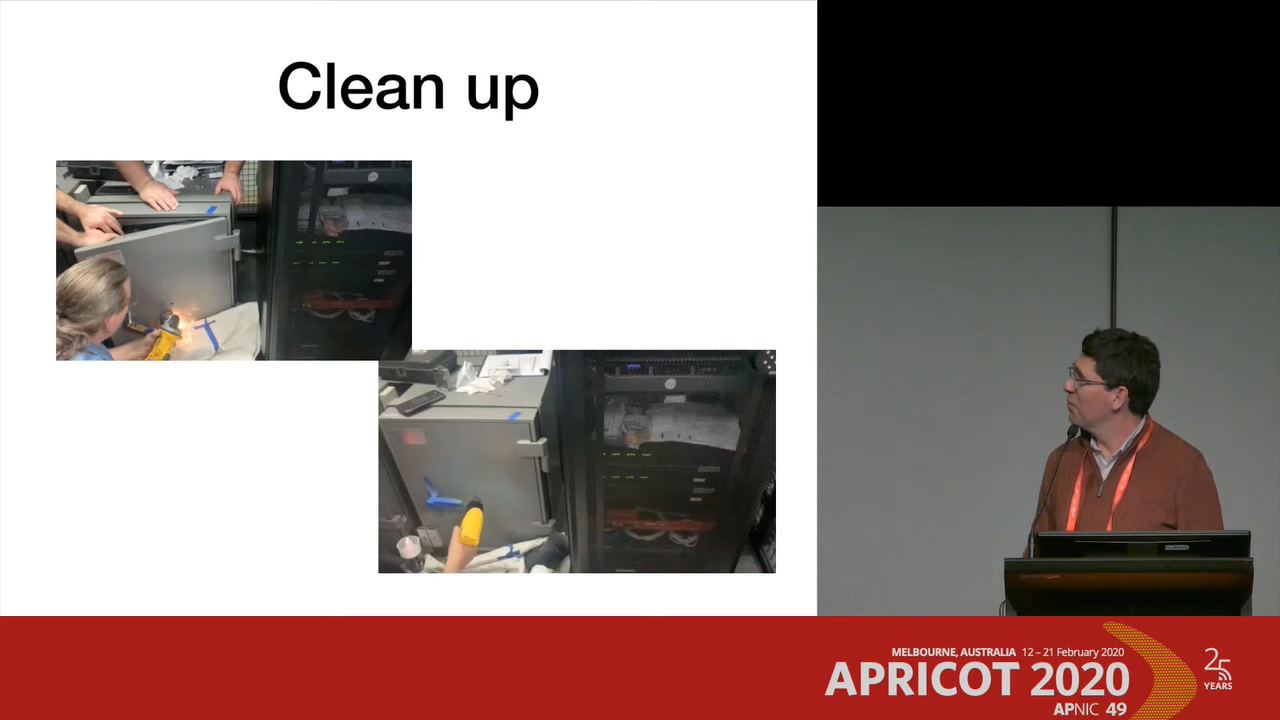 Clean up
MELBOURNE, AUSTRALIA 12 – 21 February 2020
APRICOT 2020
APNIC 49
25
YEARS